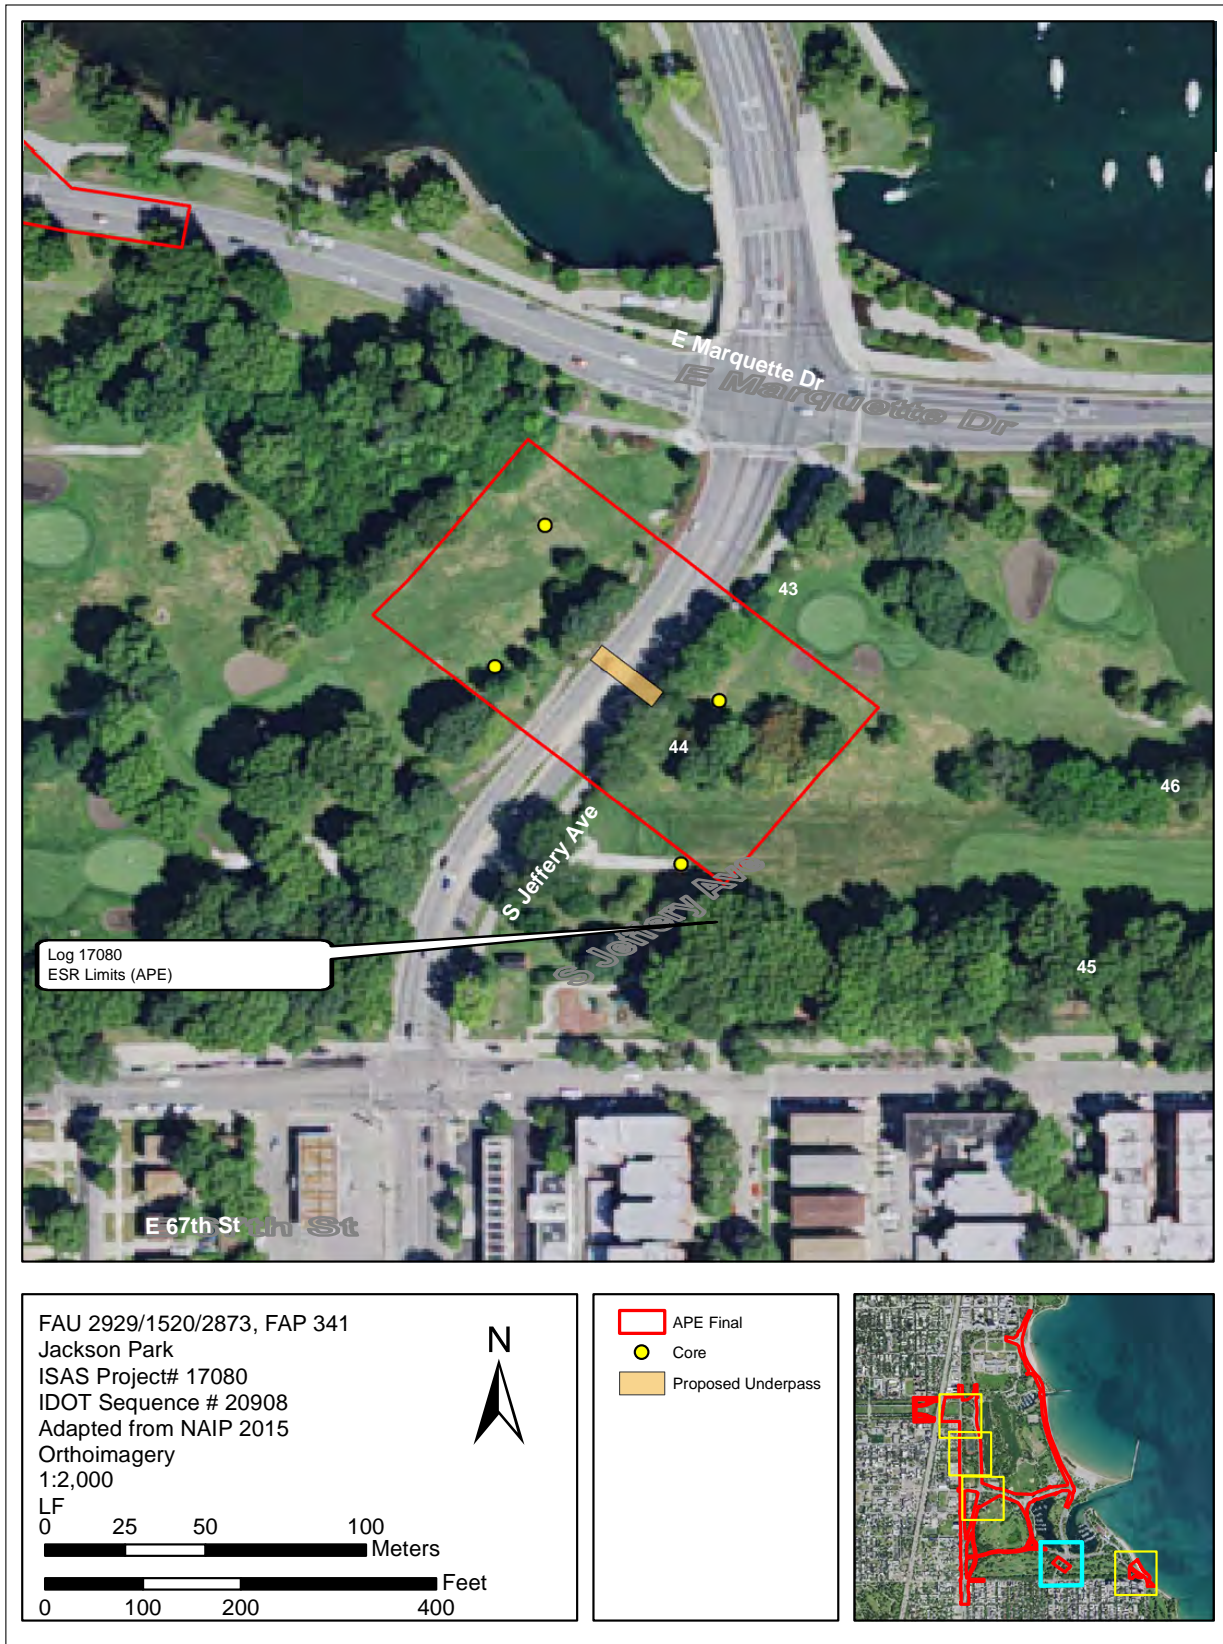 E Marquette Dr
E Marquette Dr
43
44
46
S Jeffery Ave
S Jeffery Ave
Log 17080
ESR Limits (APE)
45
E 67th St
th St
FAU 2929/1520/2873, FAP 341
Jackson Park
ISAS Project# 17080
IDOT Sequence # 20908
Adapted from NAIP 2015
Orthoimagery
1:2,000
LF
N
0 25 50 100
Meters
Feet
0 100 200 400
APE Final
Core
Proposed Underpass